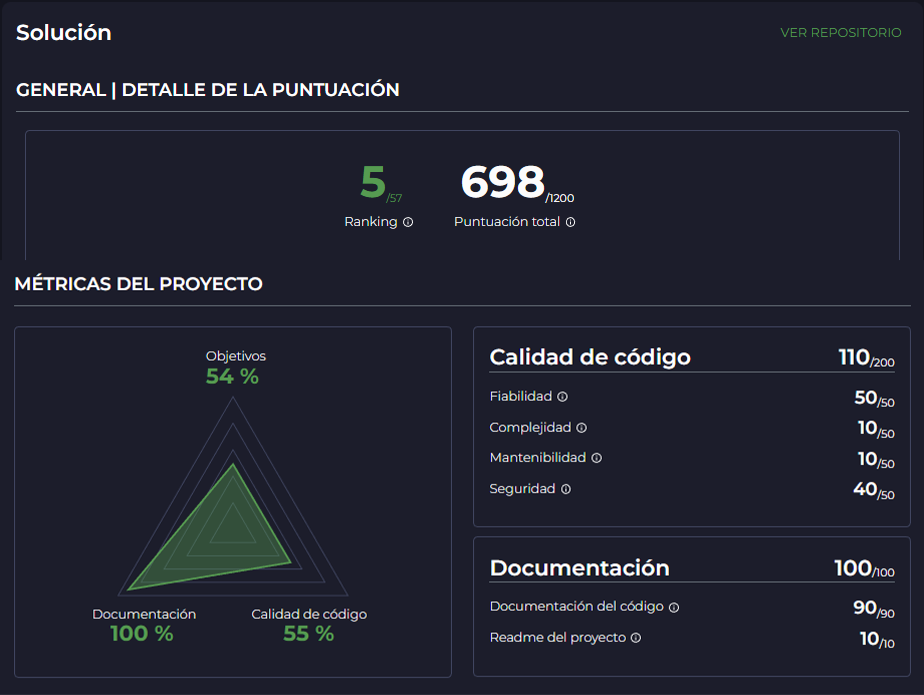 Solución
VER REPOSITORIO
GENERAL | DETALLE DE LA PUNTUACIÓN
5/57
Ranking
698/1200
Puntuación total
MÉTRICAS DEL PROYECTO
Objetivos
54 %
Documentación
100 %
Calidad de código
55 %
Calidad de código 110/200
Fiabilidad 50/50
Complejidad 10/50
Mantenibilidad 10/50
Seguridad 40/50
Documentación 100/100
Documentación del código 90/90
Readme del proyecto 10/10